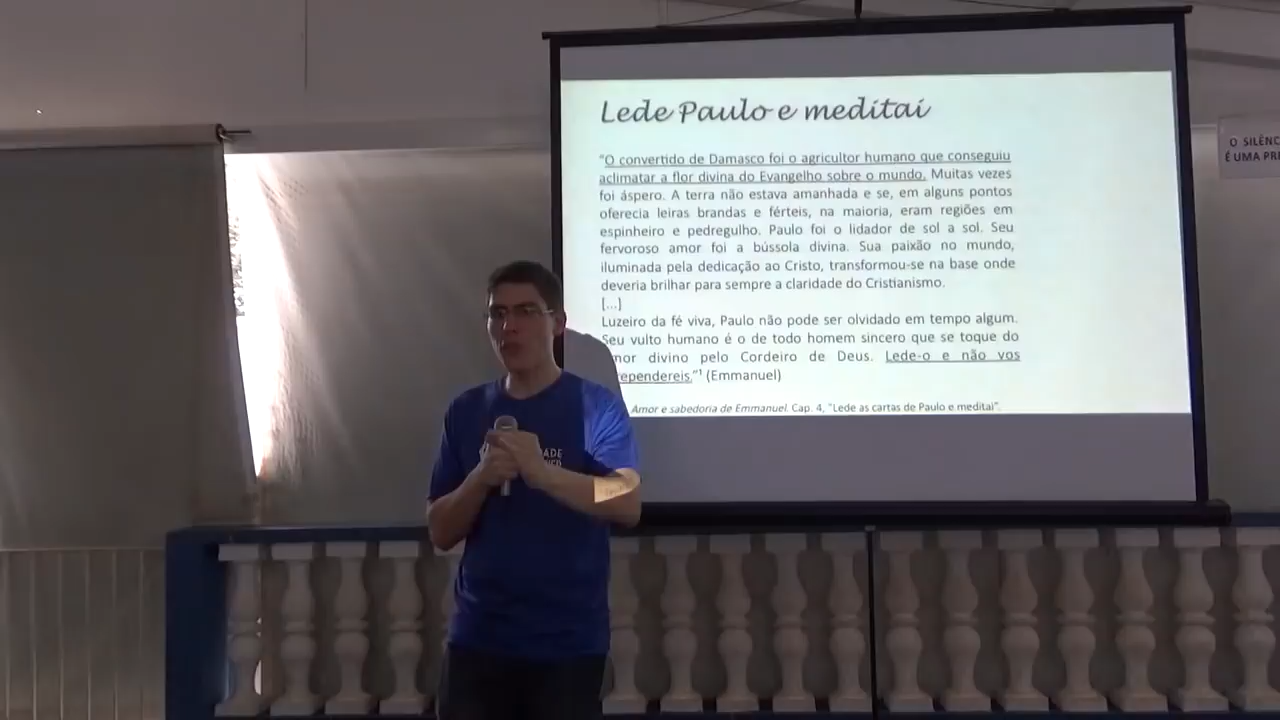 Lede Paulo e meditai
"O convertido de Damasco foi o agricultor humano que conseguiu
aclimatar a flor divina do Evangelho sobre o mundo. Muitas vezes
foi áspero. A terra não estava amanhada e se, em alguns pontos
oferecia leiras brandas e férteis, na maioria, eram regiões em
espinheiro e pedregulho. Paulo foi o lidador de sol a sol. Seu
fervoroso amor foi a bússola divina. Sua paixão no mundo,
iluminada pela dedicação ao Cristo, transformou-se na base onde
deveria brilhar para sempre a claridade do Cristianismo.
[...]
Luzeiro da fé viva, Paulo não pode ser olvidado em tempo algum.
Seu vulto humano é o de todo homem sincero que se toque do
mor divino pelo Cordeiro de Deus. Lede-o e não vos
rependereis."¹ (Emmanuel)
Amor e sabedoria de Emmanuel. Cap. 4, "Lede as cartas de Paulo e meditai".
O SILÊNC
É UMA PRE
ADE